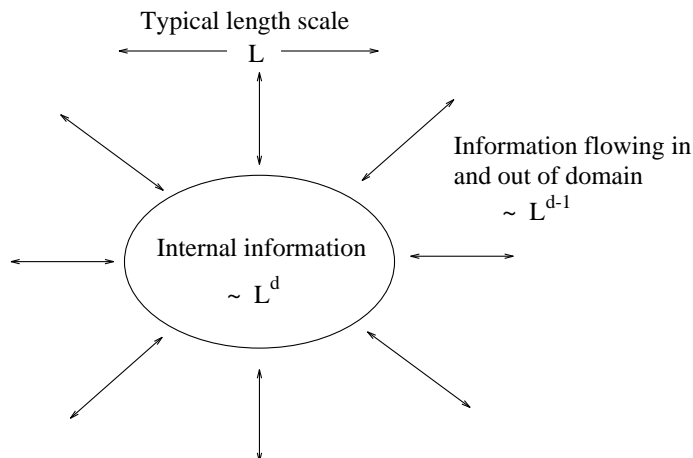 Typical length scale
L
Information flowing in
and out of domain
~ L^{d-1}
Internal information
~ L^d